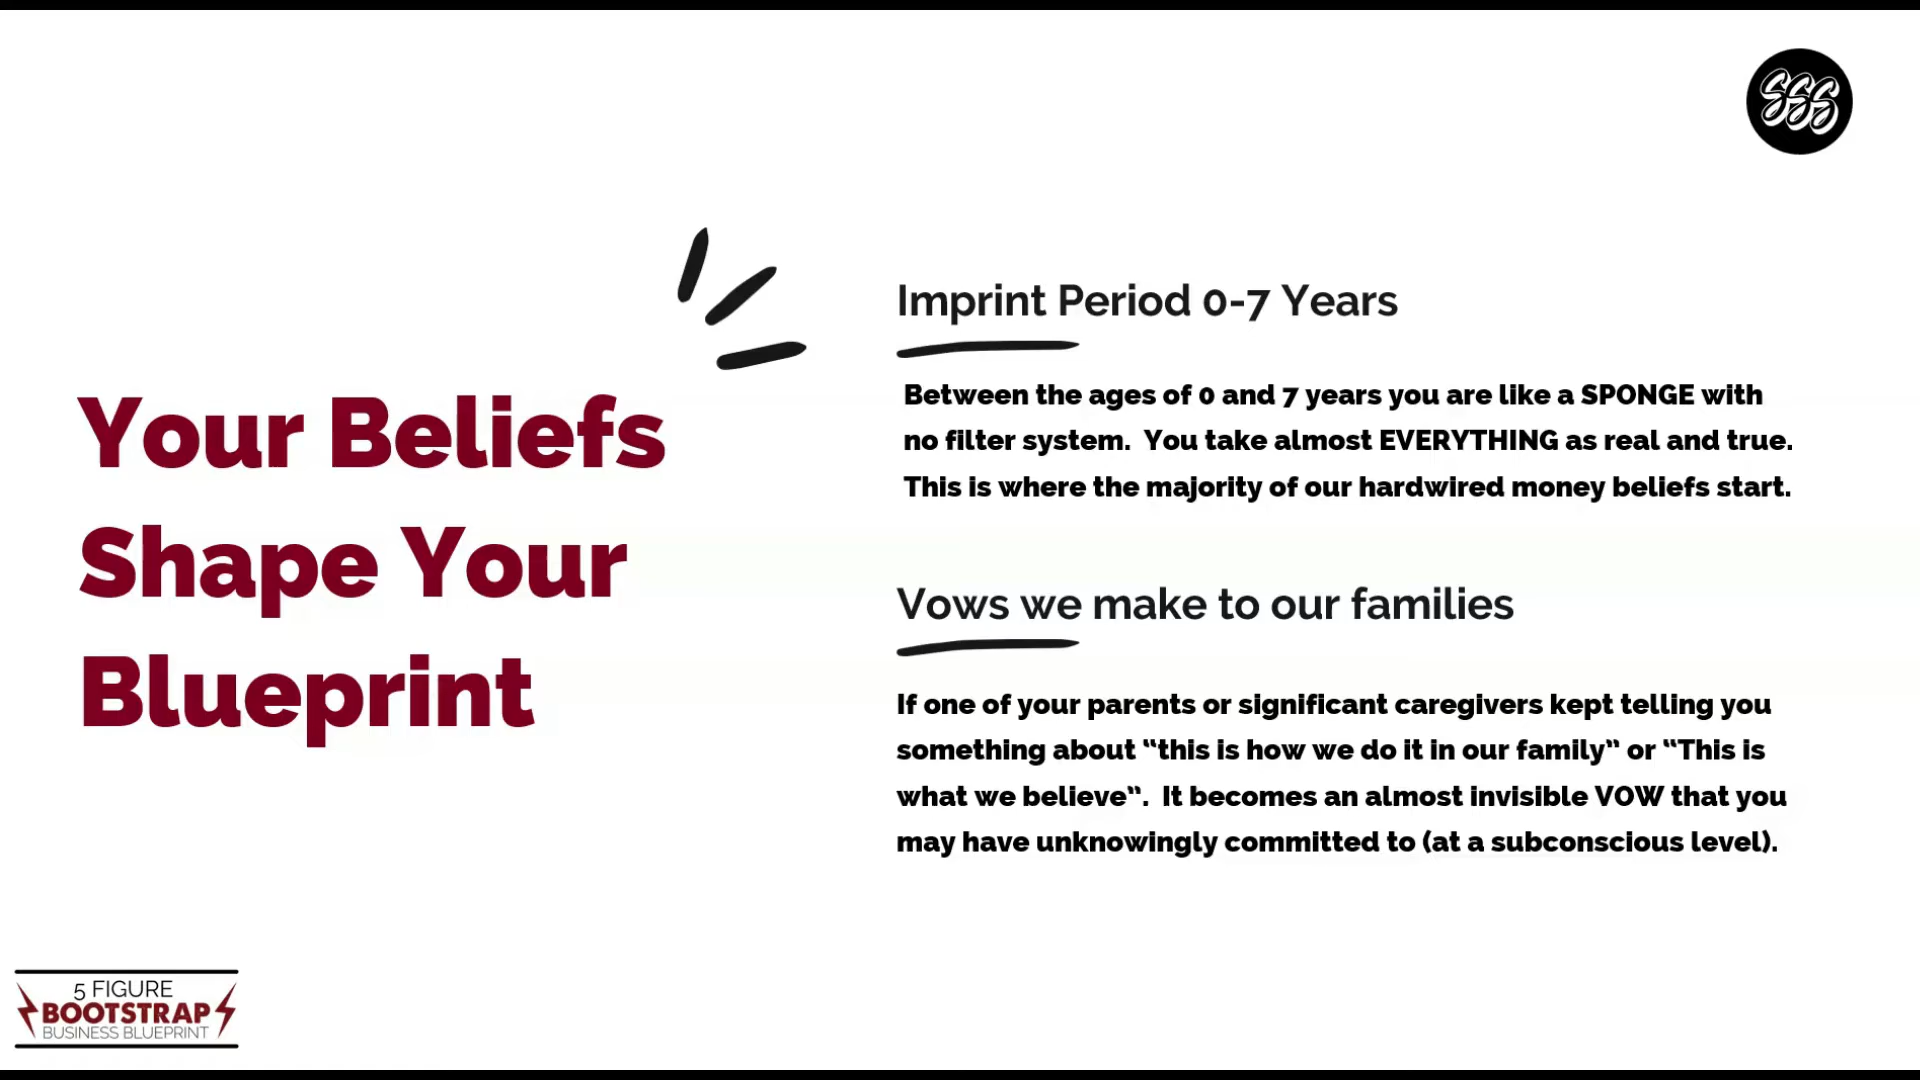 SSS
Your Beliefs
Shape Your
Blueprint
Imprint Period 0-7 Years
Between the ages of 0 and 7 years you are like a SPONGE with
no filter system. You take almost EVERYTHING as real and true.
This is where the majority of our hardwired money beliefs start.
Vows we make to our families
If one of your parents or significant caregivers kept telling you
something about “this is how we do it in our family” or “This is
what we believe”. It becomes an almost invisible VOW that you
may have unknowingly committed to (at a subconscious level).
5 FIGURE
BOOTSTRAP
BUSINESS BLUEPRINT